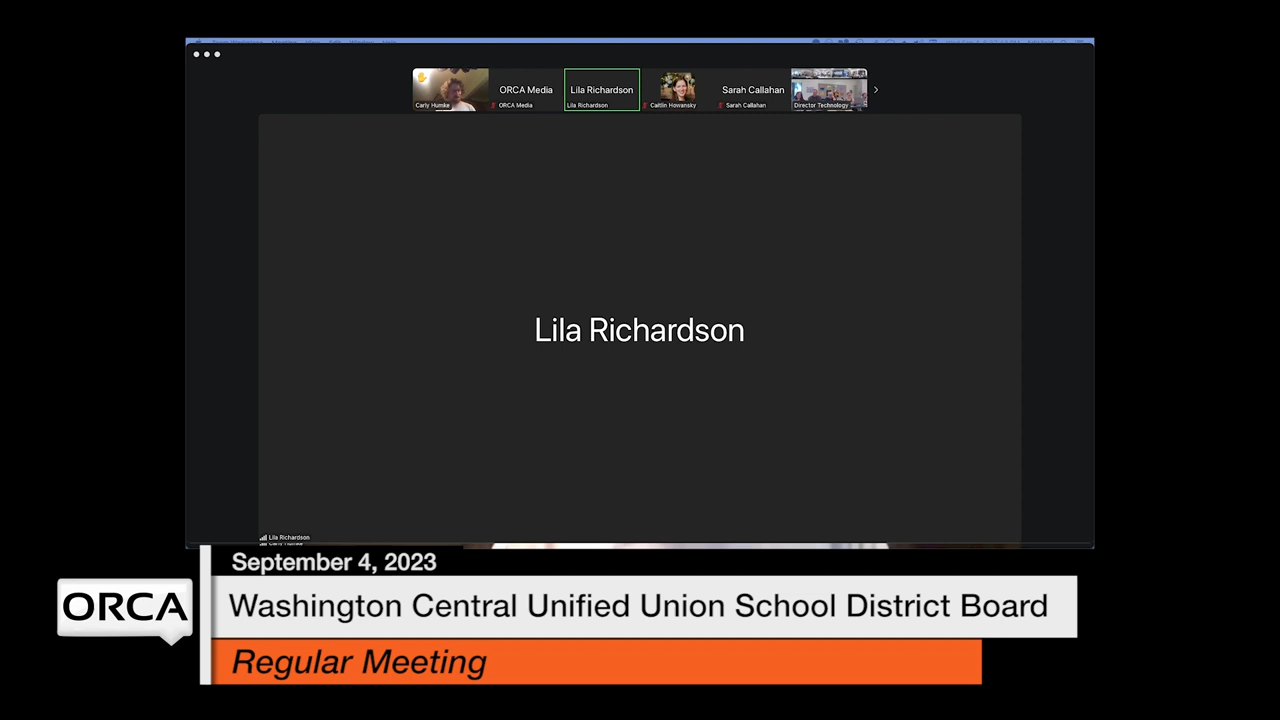 ORCA Media
Lila Richardson
Sarah Callahan
Carly Humke
ORCA Media
Lila Richardson
Caitlin Howansky
Sarah Callahan
Director Technology
Lila Richardson
Lila Richardson
September 4, 2023
ORCA
Washington Central Unified Union School District Board
Regular Meeting